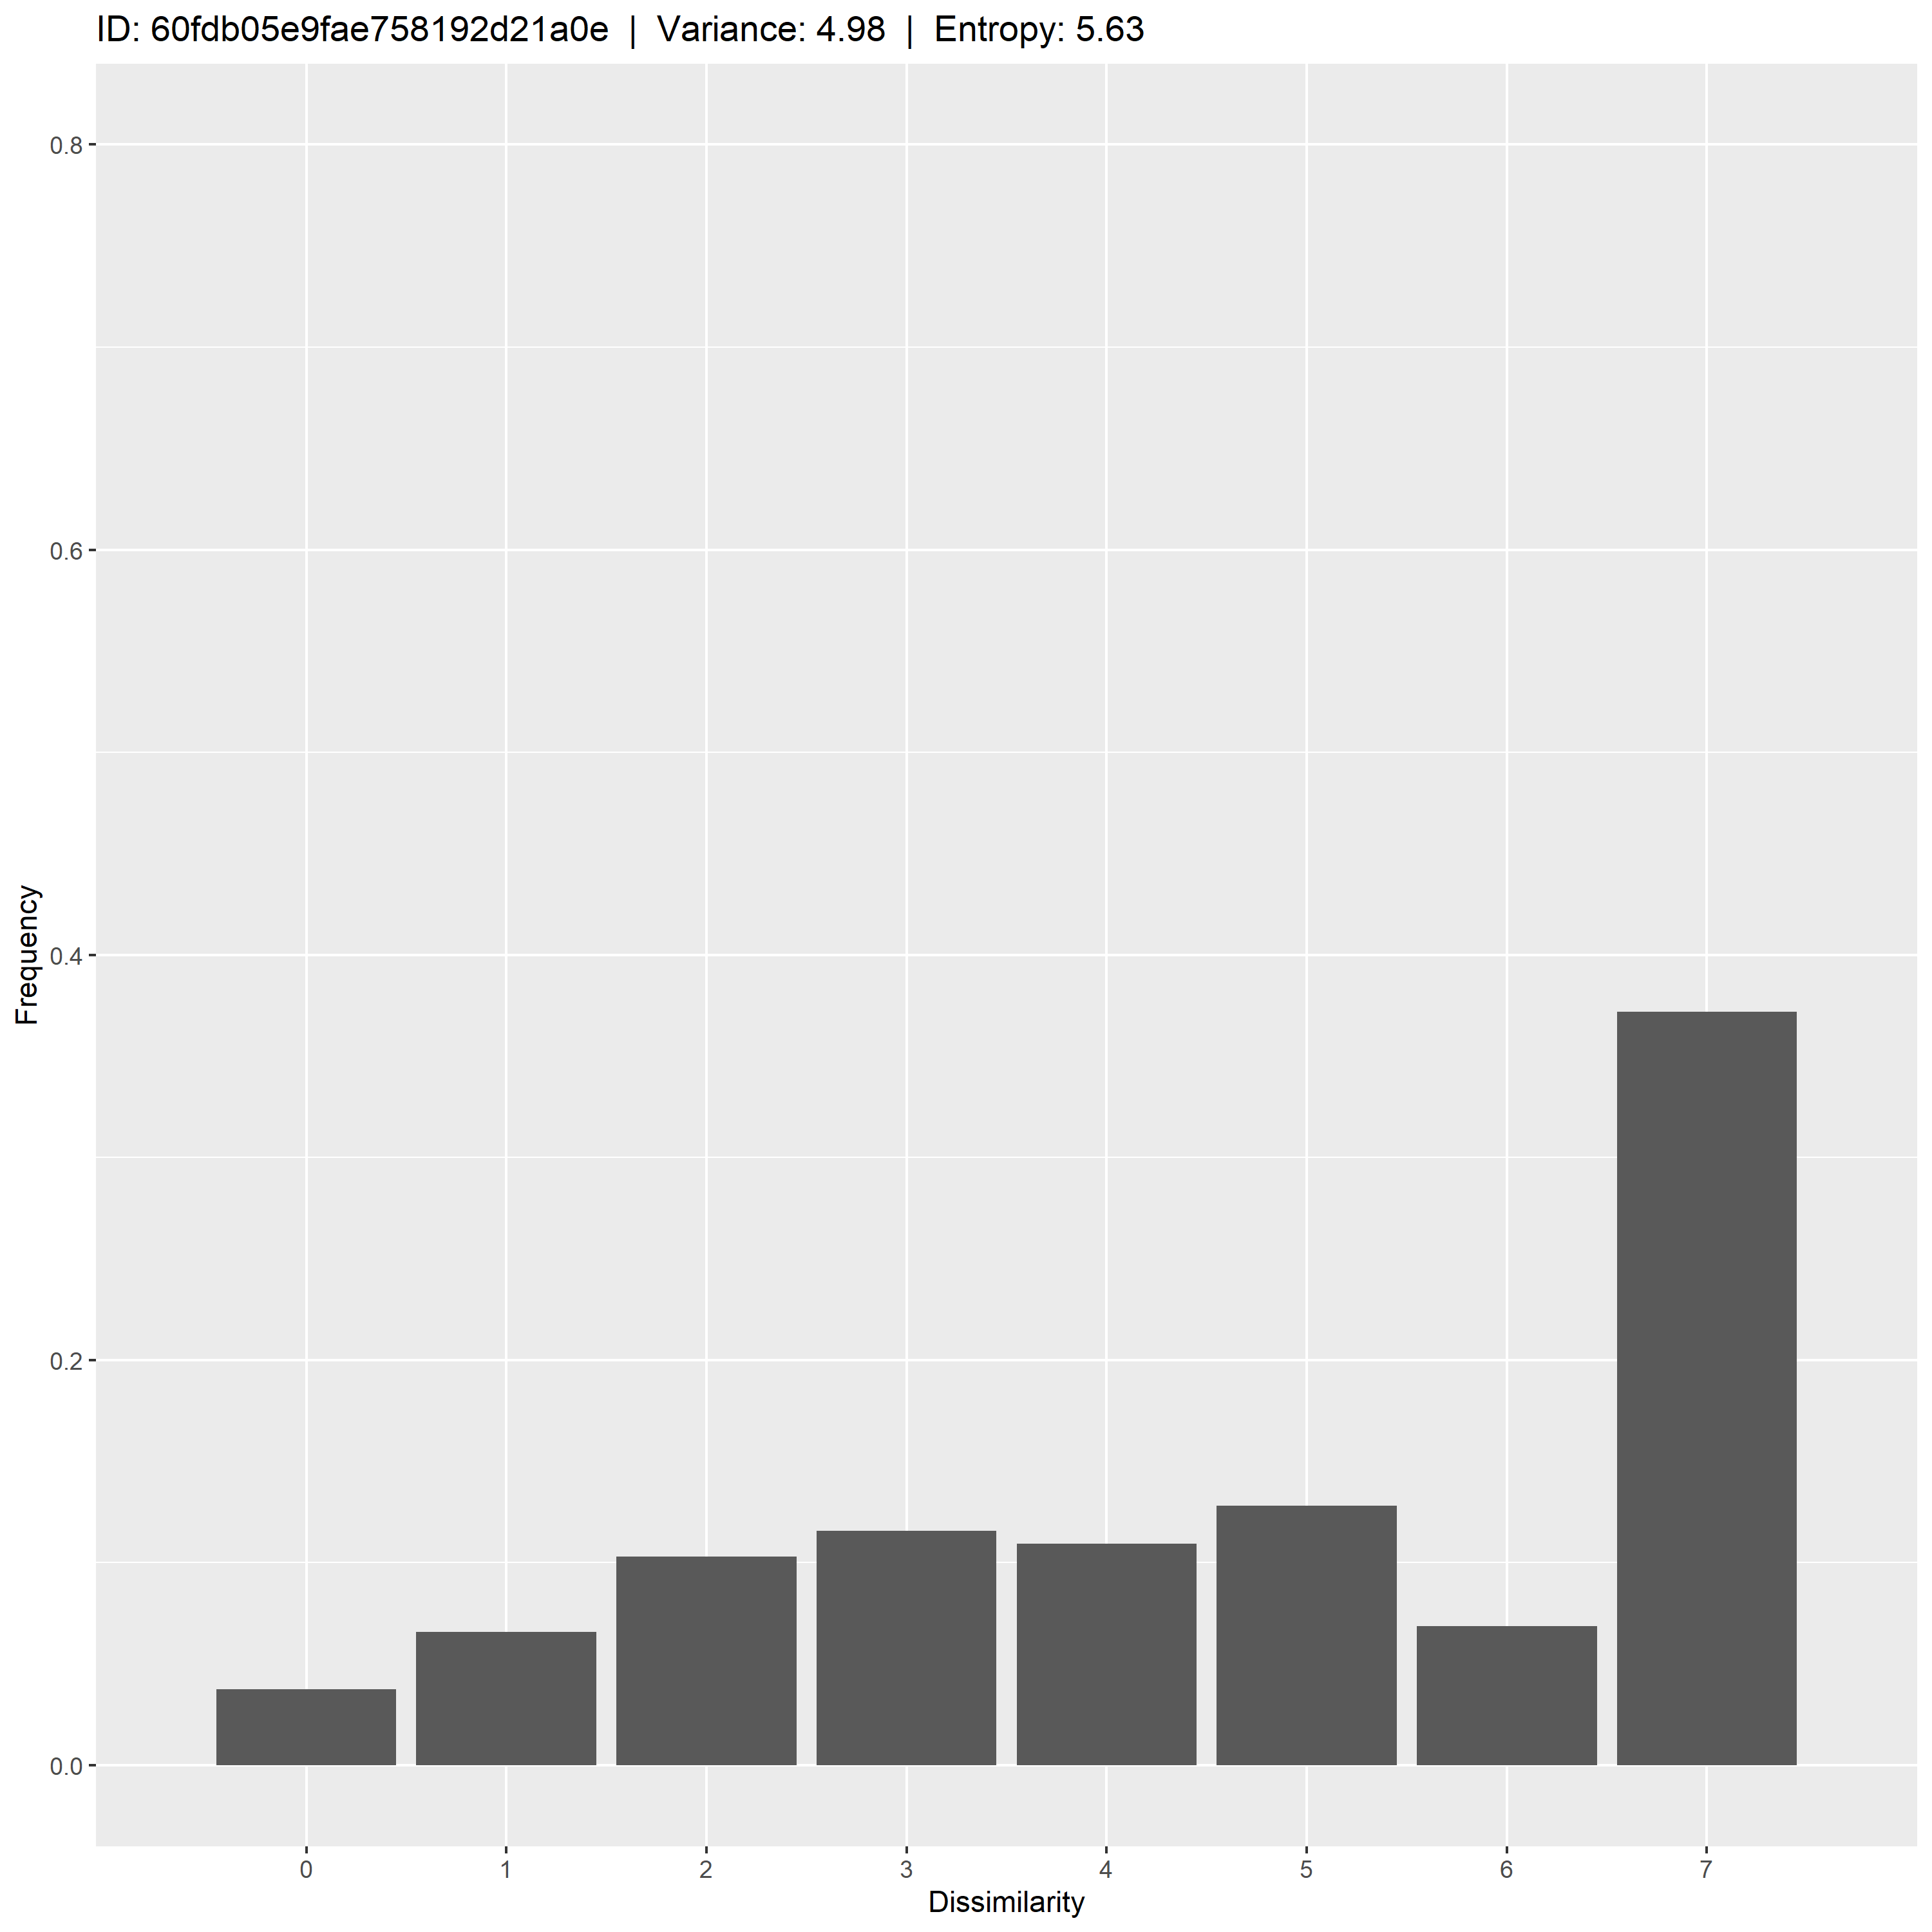 ID: 60fdb05e9fae758192d21a0e | Variance: 4.98 | Entropy: 5.63
0.8
0.6
0.4
0.2
0.0
Frequency
0 1 2 3 4 5 6 7
Dissimilarity